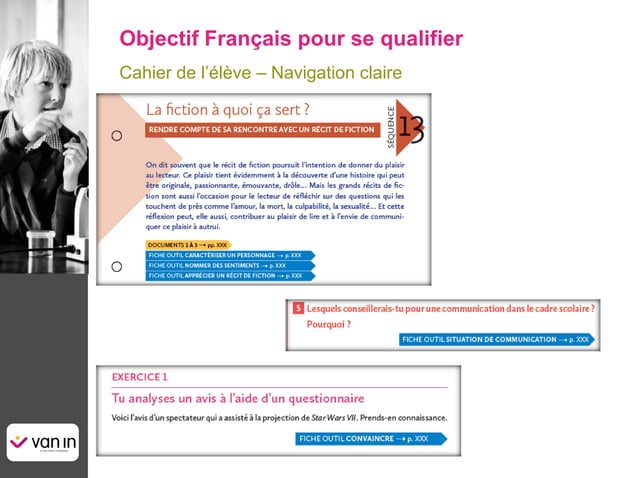 Objectif Français pour se qualifier
Cahier de l’élève – Navigation claire
La fiction à quoi ça sert ?
RENDRE COMPTE DE SA RENCONTRE AVEC UN RÉCIT DE FICTION
SÉQUENCE
13
On dit souvent que le récit de fiction poursuit l’intention de donner du plaisir
au lecteur. Ce plaisir tient évidemment à la découverte d’une histoire qui peut
être originale, passionnante, émouvante, drôle... Mais les grands récits de fic-
tion sont aussi l’occasion pour le lecteur de réfléchir sur des questions qui les
touchent de près comme l’amour, la mort, la culpabilité, la sexualité... Et cette
réflexion peut, elle aussi, contribuer au plaisir de lire et à l’envie de communi-
quer ce plaisir à autrui.
DOCUMENTS 1 À 3 → pp. XXX
FICHE OUTIL CARACTÉRISER UN PERSONNAGE → p. XXX
FICHE OUTIL NOMMER DES SENTIMENTS → p. XXX
FICHE OUTIL APPRÉCIER UN RÉCIT DE FICTION → p. XXX
5 Lesquels conseillerais-tu pour une communication dans le cadre scolaire ?
Pourquoi ?
FICHE OUTIL SITUATION DE COMMUNICATION → p. XXX
EXERCICE 1
Tu analyses un avis à l’aide d’un questionnaire
Voici l’avis d’un spectateur qui a assisté à la projection de Star Wars VII. Prends-en connaissance.
FICHE OUTIL CONVAINCRE → p. XXX
van in